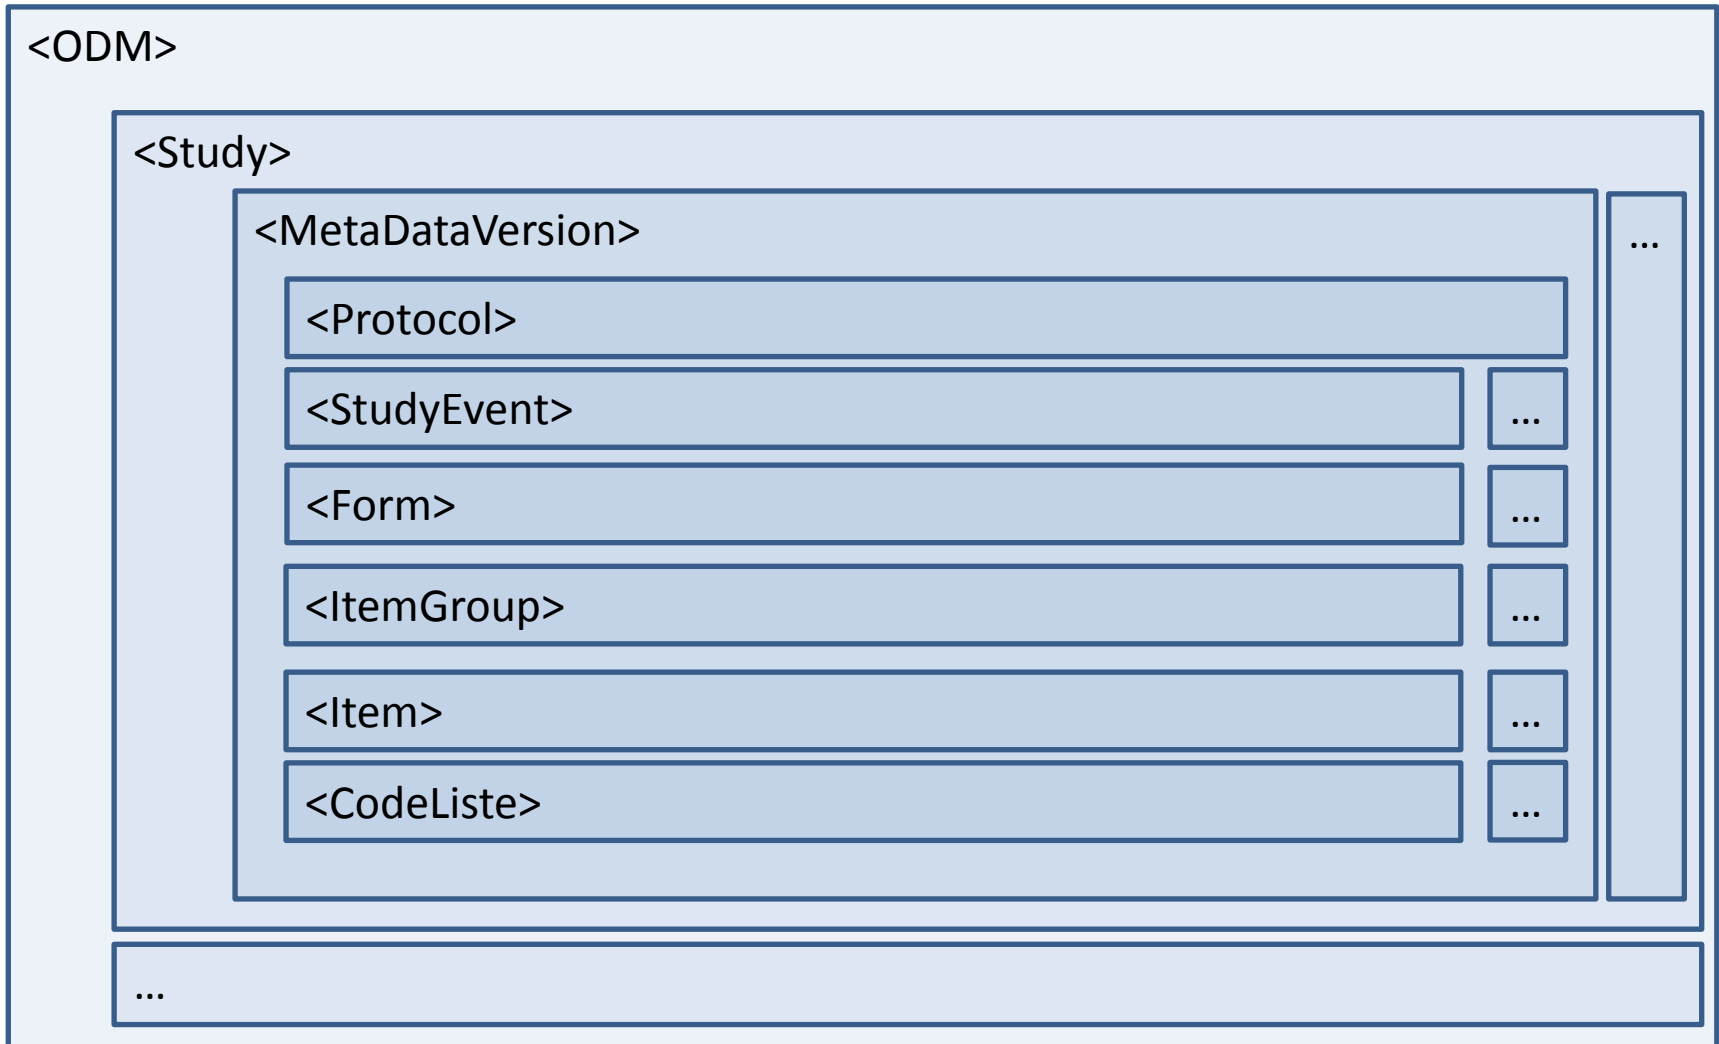 <ODM>
<Study>
<MetaDataVersion>
...
<Protocol>
<StudyEvent>
...
<Form>
...
<ItemGroup>
...
<Item>
...
<CodeListe>
...
...